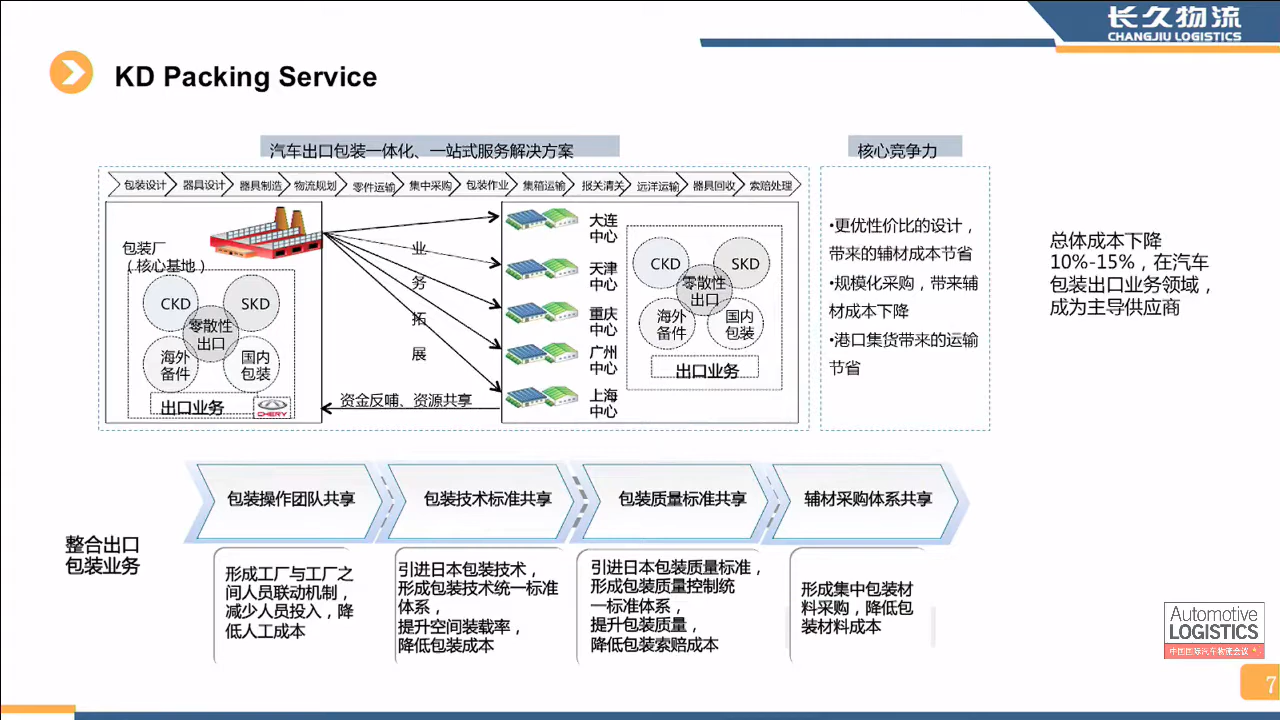 长久物流
CHANGJIU LOGISTICS
KD Packing Service
汽车出口包装一体化、一站式服务解决方案
核心竞争力
包装设计
器具设计
器具制造
物流规划
零件运输
集中采购
包装作业
集箱运输
报关清关
远洋运输
器具回收
索赔处理
包装厂
（核心基地）
CKD
SKD
零散性
出口
海外
备件
国内
包装
出口业务
CHERY
业
务
拓
展
资金反哺、资源共享
大连
中心
天津
中心
重庆
中心
广州
中心
上海
中心
CKD
SKD
零散性
出口
海外
备件
国内
包装
出口业务
•更优性价比的设计，
带来的辅材成本节省
•规模化采购，带来辅
材成本下降
•港口集货带来的运输
节省
总体成本下降
10%-15%，在汽车
包装出口业务领域，
成为主导供应商
整合出口
包装业务
包装操作团队共享
包装技术标准共享
包装质量标准共享
辅材采购体系共享
形成工厂与工厂之
间人员联动机制，
减少人员投入，降
低人工成本
引进日本包装技术，
形成包装技术统一标准
体系，
提升空间装载率，
降低包装成本
引进日本包装质量标准，
形成包装质量控制统
一标准体系，
提升包装质量，
降低包装索赔成本
形成集中包装材
料采购，降低包
装材料成本
Automotive
LOGISTICS
中国国际汽车物流会议
7